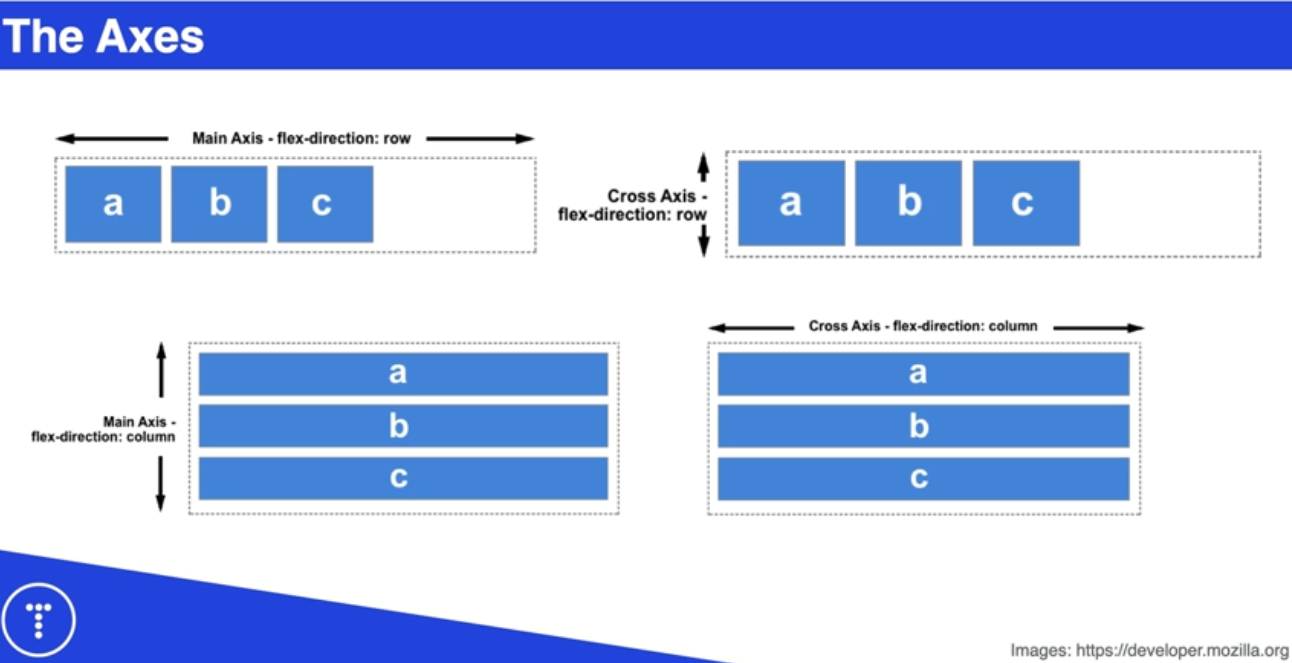 The Axes
Main Axis - flex-direction: row
a b c
Cross Axis -
flex-direction: row
a b c
Main Axis -
flex-direction: column
a
b
c
Cross Axis - flex-direction: column
a
b
c
T
Images: https://developer.mozilla.org